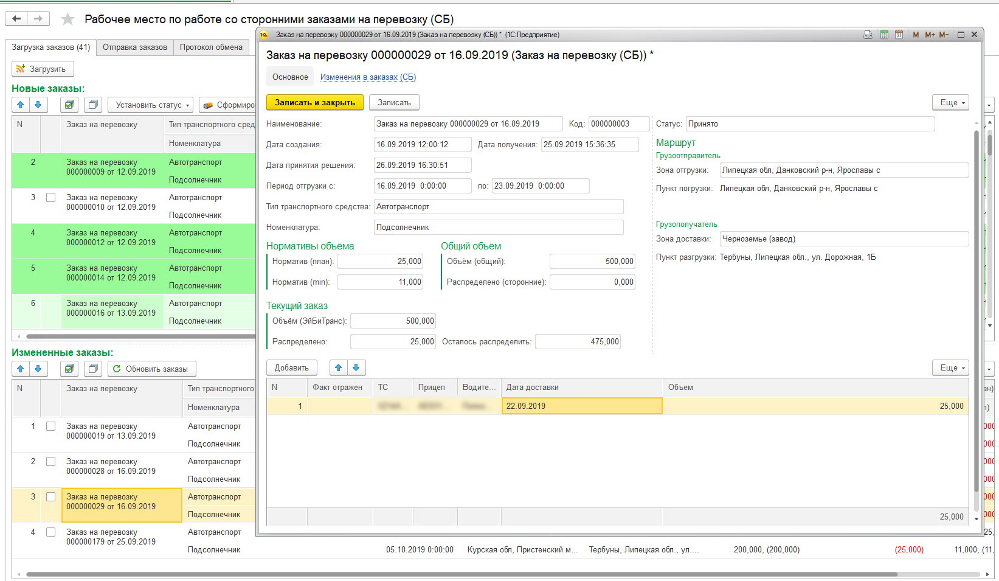 Рабочее место по работе со сторонними заказами на перевозку (СБ)
Загрузка заказов (41)
Отправка заказов
Протокол обмена
Загрузить
Новые заказы:
Установить статус
Сформиро
N
Заказ на перевозку
Тип транспортного сред
Номенклатура
2
Заказ на перевозку
000000009 от 12.09.2019
Автотранспорт
Подсолнечник
3
Заказ на перевозку
000000010 от 12.09.2019
Автотранспорт
Подсолнечник
4
Заказ на перевозку
000000012 от 12.09.2019
Автотранспорт
Подсолнечник
5
Заказ на перевозку
000000014 от 12.09.2019
Автотранспорт
Подсолнечник
6
Заказ на перевозку
000000016 от 13.09.2019
Автотранспорт
Подсолнечник
Измененные заказы:
Обновить заказы
N
Заказ на перевозку
Тип транспортного
Номенклатура
1
Заказ на перевозку
000000019 от 13.09.2019
Автотранспорт
Подсолнечник
2
Заказ на перевозку
000000028 от 16.09.2019
Автотранспорт
Подсолнечник
3
Заказ на перевозку
000000029 от 16.09.2019
Автотранспорт
Подсолнечник
4
Заказ на перевозку
000000179 от 25.09.2019
Автотранспорт
Подсолнечник
05.10.2019 0:00:00
Курская обл, Пристенский м...
Тербуны, Липецкая обл., ул....
200,000, (200,000)
(25,000)
11,000, (11,
Заказ на перевозку 000000029 от 16.09.2019 (Заказ на перевозку (СБ)) * (1С:Предприятие)
M M+ M-
Заказ на перевозку 000000029 от 16.09.2019 (Заказ на перевозку (СБ)) *
Основное
Изменения в заказах (СБ)
Записать и закрыть
Записать
Еще
Наименование: Заказ на перевозку 000000029 от 16.09.2019
Код: 000000003
Статус: Принято
Дата создания: 16.09.2019 12:00:12
Дата получения: 25.09.2019 15:36:35
Дата принятия решения: 26.09.2019 16:30:51
Период отгрузки с: 16.09.2019 0:00:00
по: 23.09.2019 0:00:00
Тип транспортного средства: Автотранспорт
Номенклатура: Подсолнечник
Маршрут
Грузоотправитель
Зона отгрузки: Липецкая обл, Данковский р-н, Ярославы с
Пункт погрузки: Липецкая обл, Данковский р-н, Ярославы с
Грузополучатель
Зона доставки: Черноземье (завод)
Пункт разгрузки: Тербуны, Липецкая обл., ул. Дорожная, 1Б
Нормативы объёма
Норматив (план): 25,000
Норматив (min): 11,000
Общий объём
Объём (общий): 500,000
Распределено (сторонние): 0,000
Текущий заказ
Объём (ЭйБиТранс): 500,000
Распределено: 25,000
Осталось распределить: 475,000
Добавить
Еще
N
Факт отражен
ТС
Прицеп
Водите...
Дата доставки
Объем
1
22.09.2019
25,000
25,000